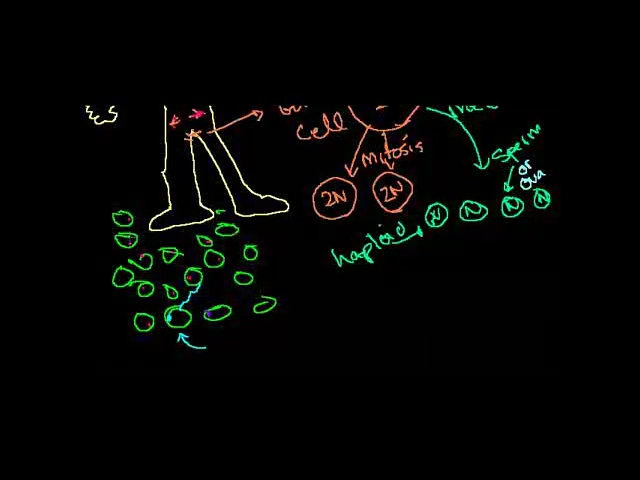 cell
Mitosis
sperm
or
ova
2N 2N
N N N N
haploid